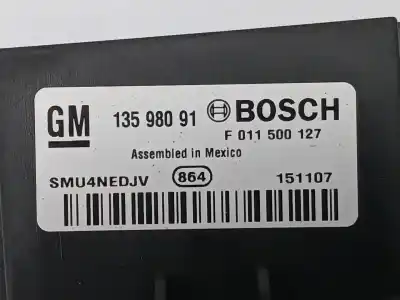 GM 135 980 91 BOSCH
F 011 500 127
Assembled in Mexico
SMU4NEDJV 864 151107